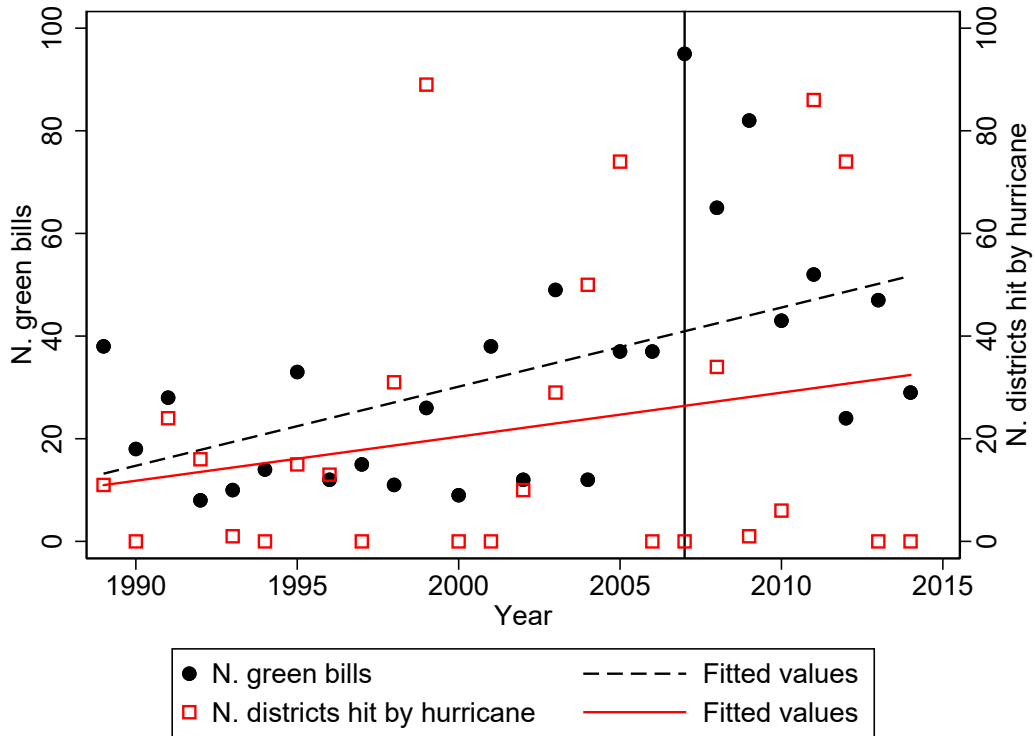 100
80
60
40
20
0
N. green bills
100
80
60
40
20
0
N. districts hit by hurricane
1990 1995 2000 2005 2010 2015
Year
N. green bills Fitted values
N. districts hit by hurricane Fitted values